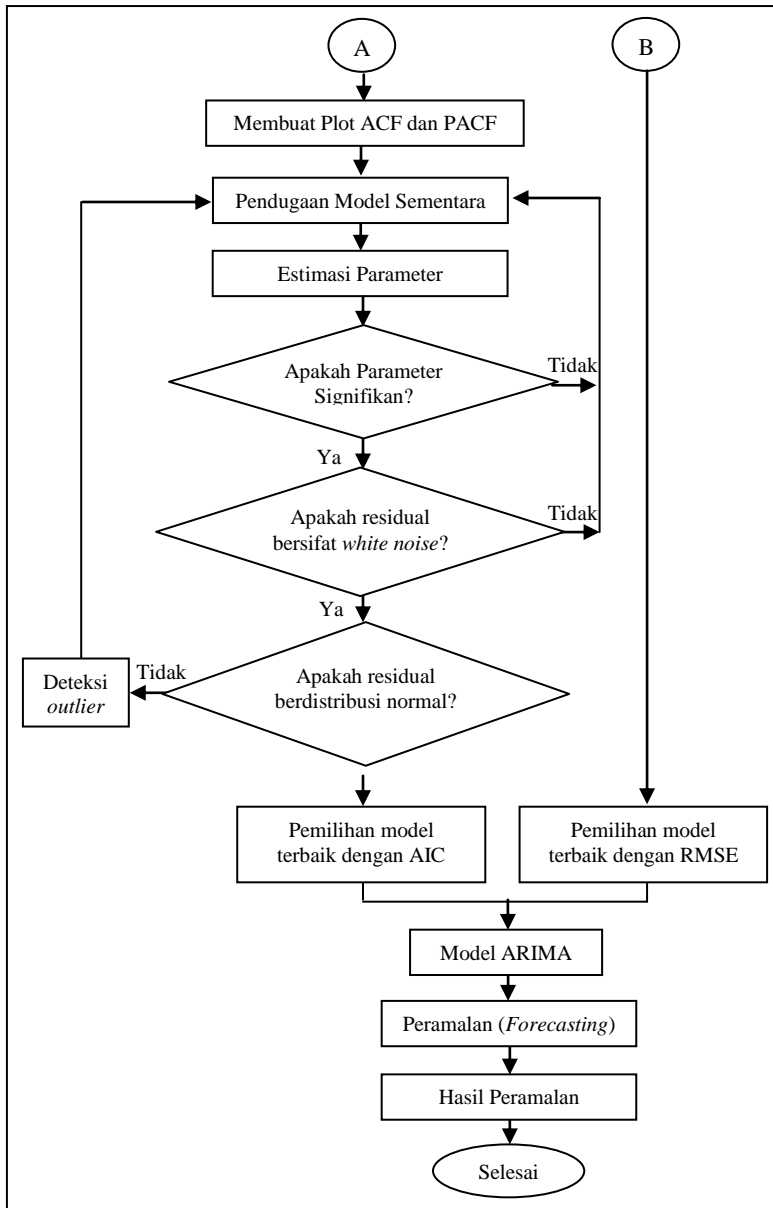 A
B
Membuat Plot ACF dan PACF
Pendugaan Model Sementara
Estimasi Parameter
Apakah Parameter
Signifikan?
Tidak
Ya
Apakah residual
bersifat white noise?
Tidak
Ya
Apakah residual
berdistribusi normal?
Tidak
Deteksi
outlier
Pemilihan model
terbaik dengan AIC
Pemilihan model
terbaik dengan RMSE
Model ARIMA
Peramalan (Forecasting)
Hasil Peramalan
Selesai